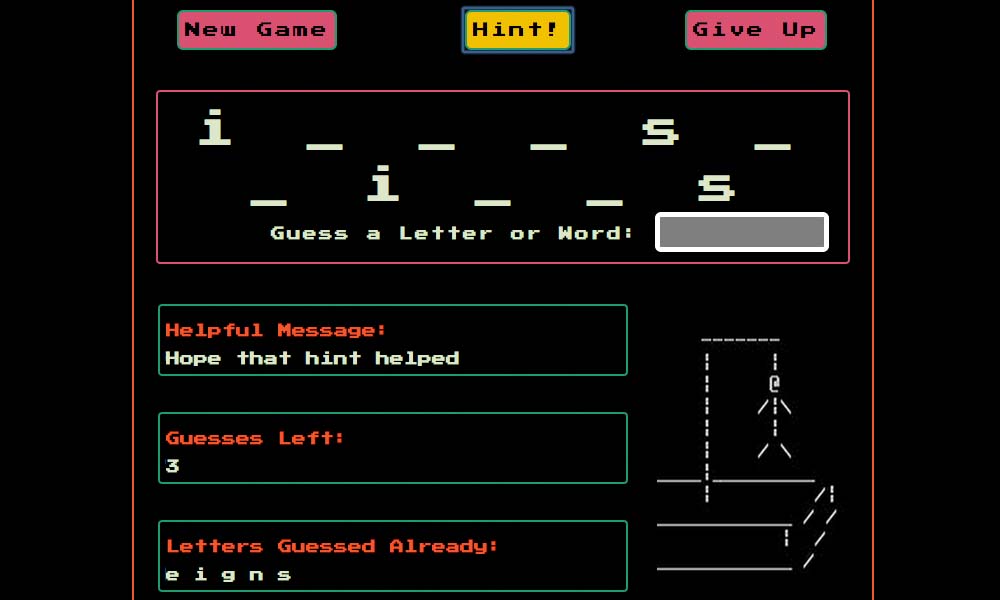 New Game Hint! Give Up
i _ _ _ s _
_ i _ _ s
Guess a Letter or Word:
Helpful Message:
Hope that hint helped
Guesses Left:
3
Letters Guessed Already:
e i g n s